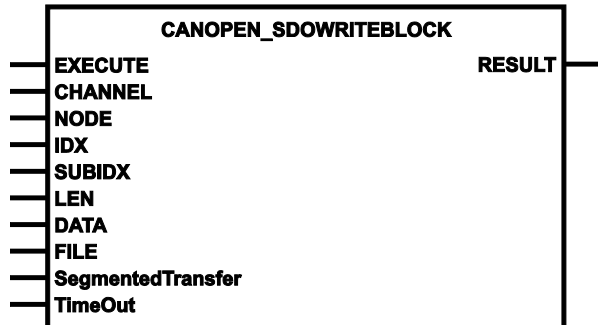 CANOPEN_SDOWRITEBLOCK
EXECUTE RESULT
CHANNEL
NODE
IDX
SUBIDX
LEN
DATA
FILE
SegmentedTransfer
TimeOut